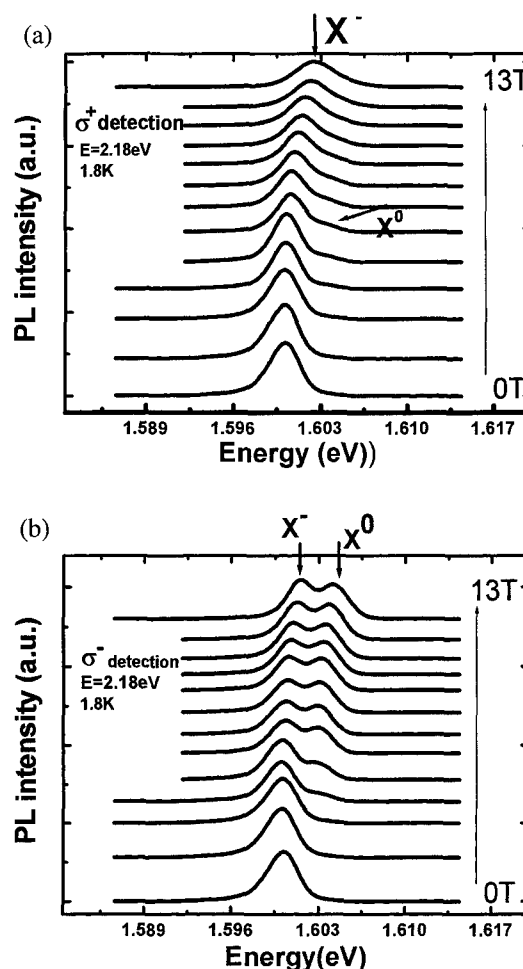 (a)
X-
13T
σ+ detection
E=2.18eV
1.8K
X0
0T
PL intensity (a.u.)
1.589 1.596 1.603 1.610 1.617
Energy (eV))
(b)
X- X0
13T
σ- detection
E=2.18eV
1.8K
0T
PL intensity (a.u.)
1.589 1.596 1.603 1.610 1.617
Energy(eV)